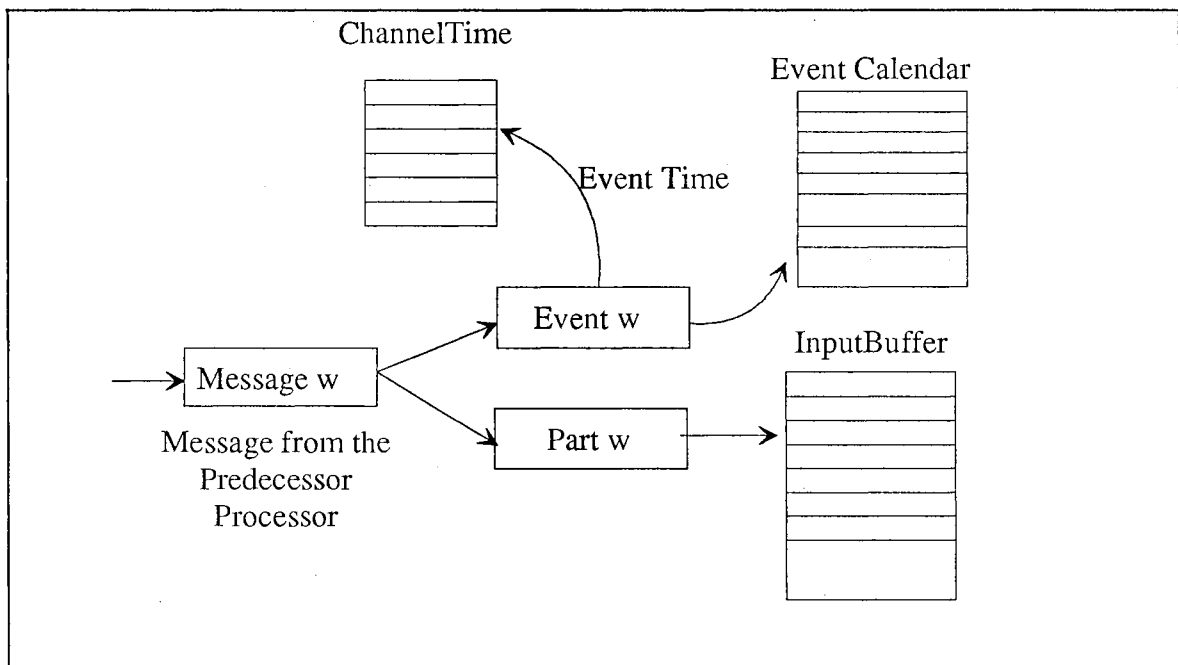 ChannelTime
Event Calendar
Event Time
Event w
InputBuffer
Message w
Part w
Message from the
Predecessor
Processor